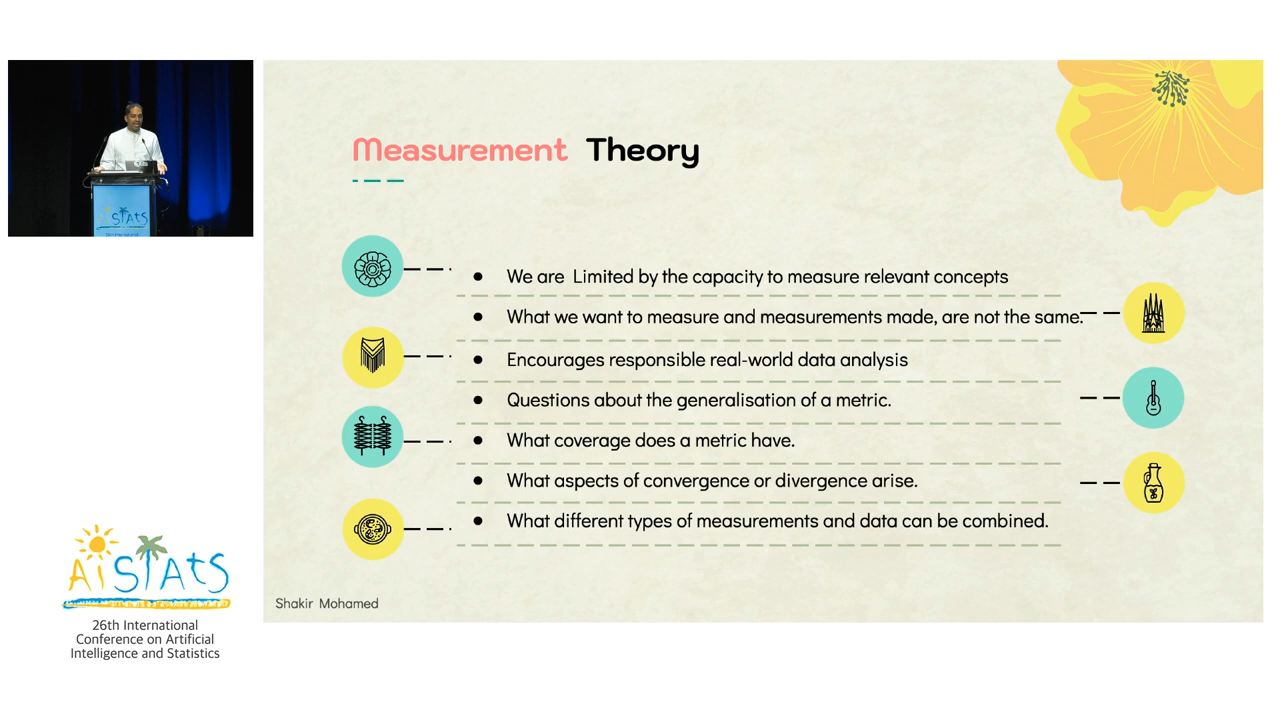 Measurement Theory
• We are Limited by the capacity to measure relevant concepts
• What we want to measure and measurements made, are not the same.
• Encourages responsible real-world data analysis
• Questions about the generalisation of a metric.
• What coverage does a metric have.
• What aspects of convergence or divergence arise.
• What different types of measurements and data can be combined.
Shakir Mohamed
AiSTATS
AiSTATS
26th International
Conference on Artificial
Intelligence and Statistics